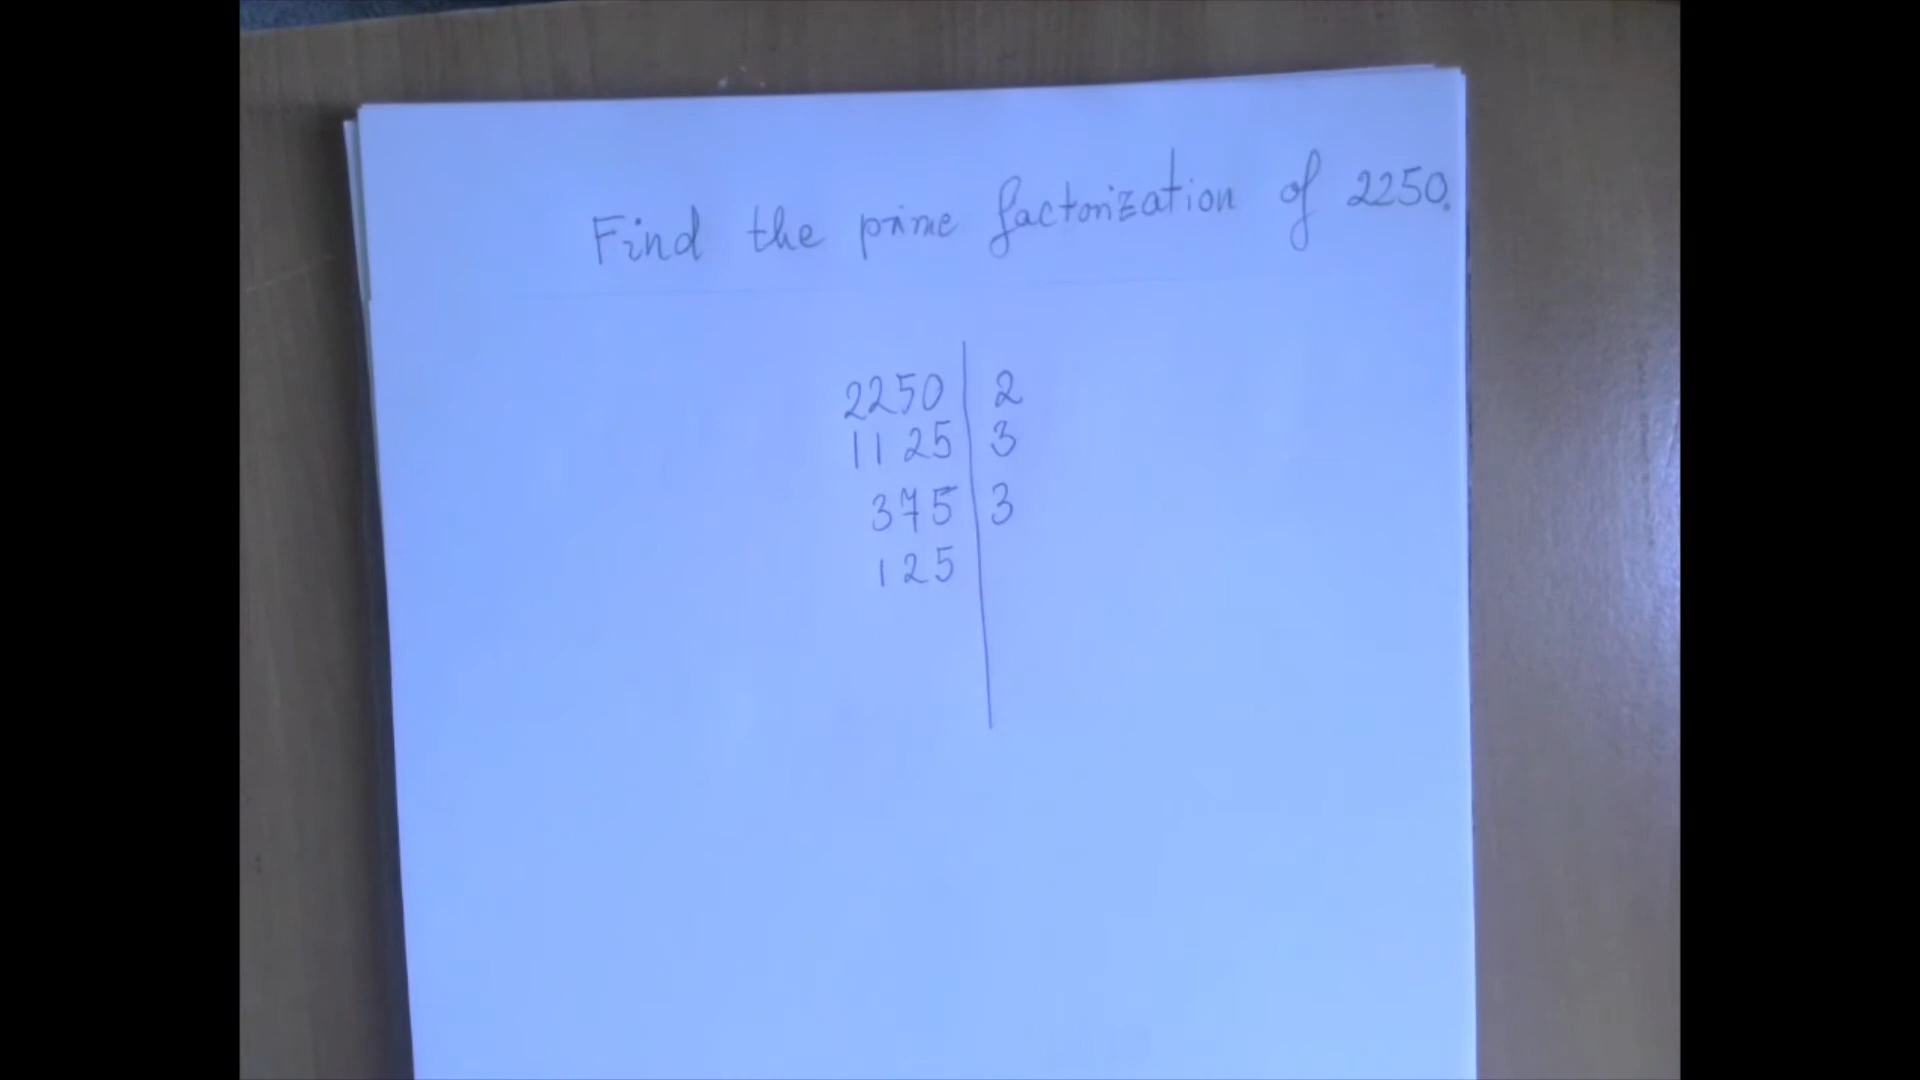 Find the prime factorization of 2250.
2250 | 2
1125 | 3
375 | 3
125 |